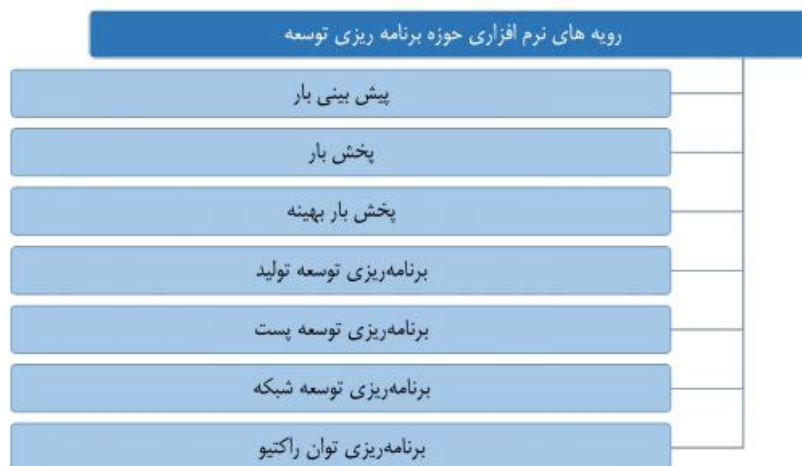 رویه های نرم افزاری حوزه برنامه ریزی توسعه
پیش بینی بار
پخش بار
پخش بار بهینه
برنامه‌ریزی توسعه تولید
برنامه‌ریزی توسعه پست
برنامه‌ریزی توسعه شبکه
برنامه‌ریزی توان راکتیو